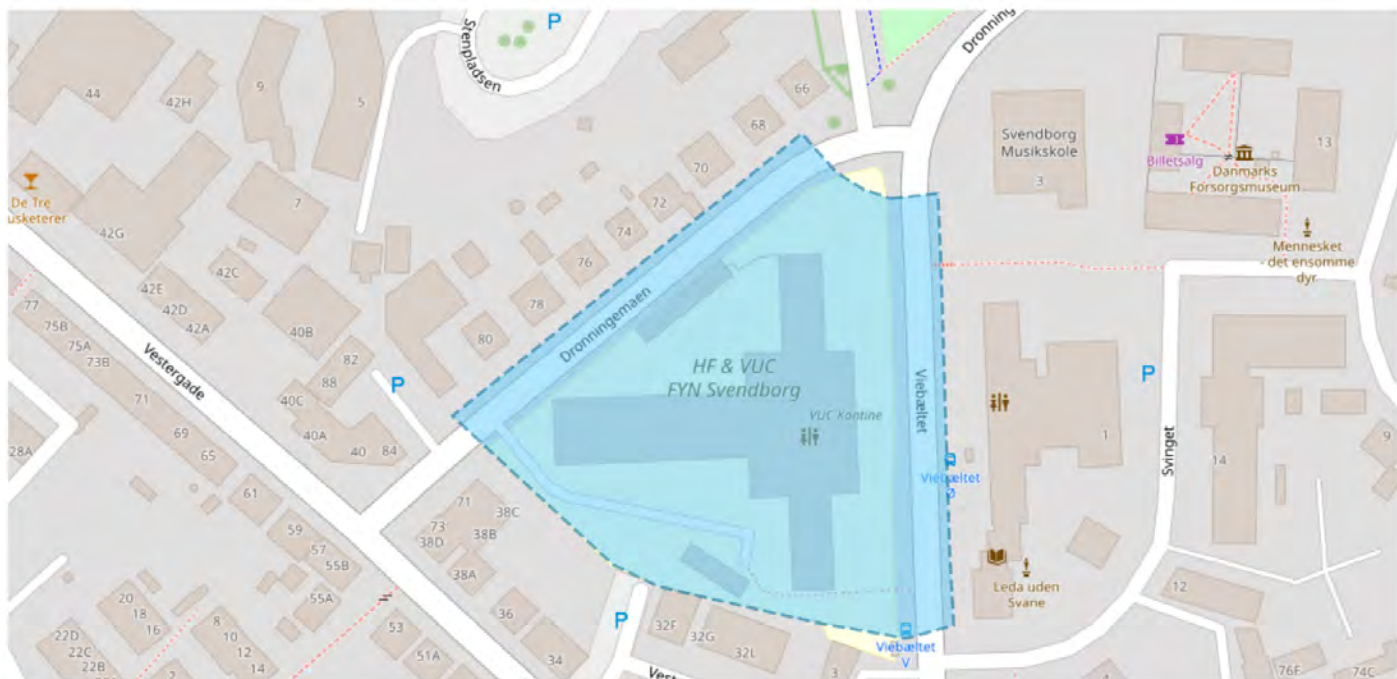 Stenpladsen
P
Dronning
44
42H
9
5
66
68
70
72
74
76
78
80
Svendborg
Musikskole
3
Billetsalg
Danmarks
Forsorgsmuseum
13
De Tre
usketerer
42G
7
42E
42D
42A
42C
40B
Mennesket
- det ensomme
dyr.
77
75B
75A
73B
71
69
65
61
59
57
55B
55A
Vestergade
82
88
40C
40A
40
84
P
Dronningemaen
HF & VUC
FYN Svendborg
VUC Kantine
Viebæltet
P
1
Svinget
14
9
28A
71
73
38D
38C
38B
38A
36
34
Viebæltet
Ø
Leda uden
Svane
12
20
18
16
8
10
12
14
22D
22C
22B
2
53
51A
P
32F
32G
32L
Vest
3
Viebæltet
V
76F
74C